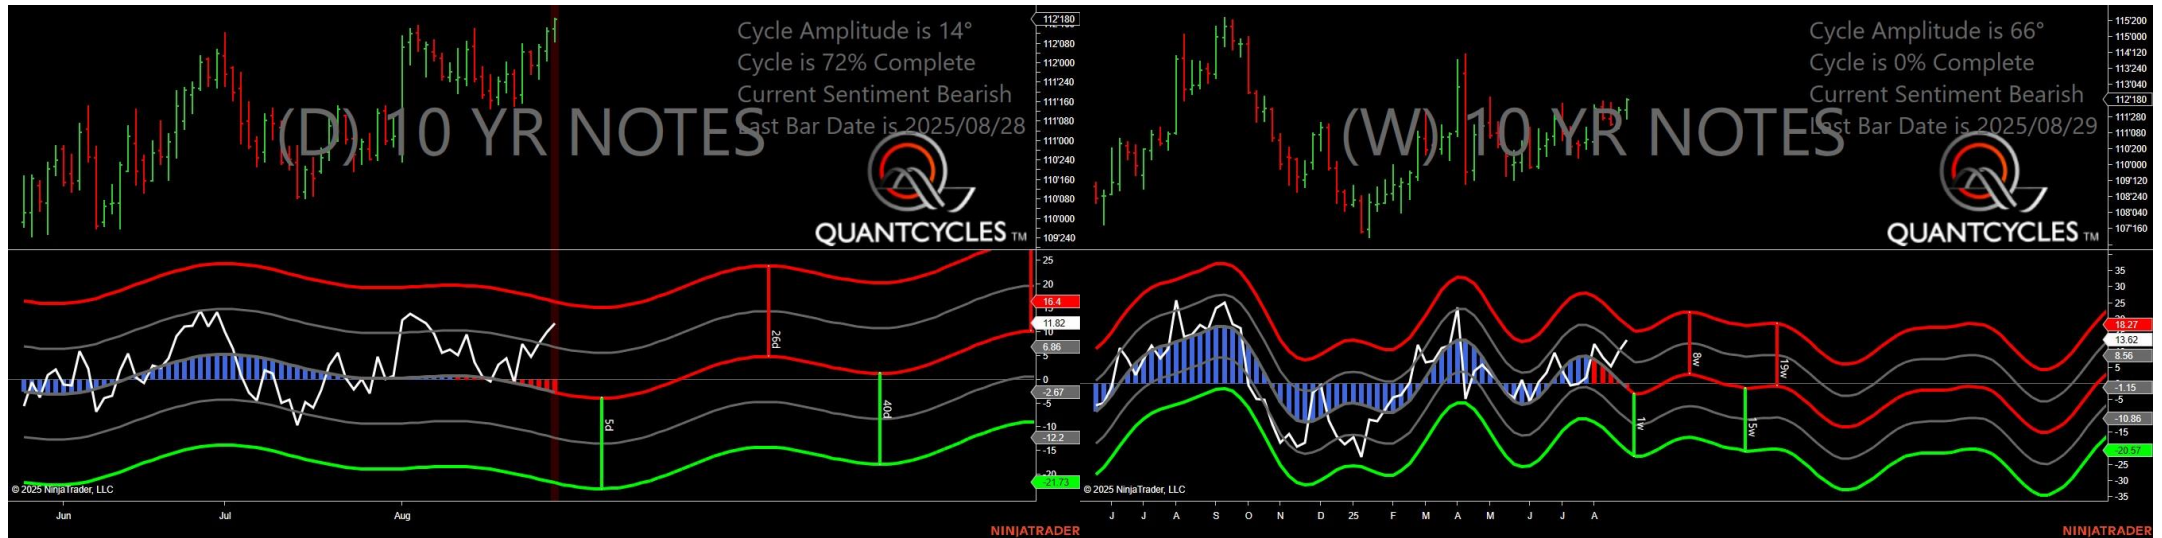 Cycle Amplitude is 14°
Cycle is 72% Complete
Current Sentiment Bearish
Last Bar Date is 2025/08/28
(D) 10 YR NOTES
QUANTCYCLES TM
112'180
112'080
112'000
111'240
111'160
111'080
111'000
110'240
110'160
110'080
110'000
109'240
25
20
16.4
11.82
10
6.86
5
0
-2.67
-5
-10
-12.2
-15
-20
-21.73
26d
5d
40d
© 2025 NinjaTrader, LLC
Jun Jul Aug
NINJATRADER
Cycle Amplitude is 66°
Cycle is 0% Complete
Current Sentiment Bearish
Last Bar Date is 2025/08/29
(W) 10 YR NOTES
QUANTCYCLES TM
115'200
115'000
114'120
113'240
113'040
112'180
111'280
111'080
110'200
110'000
109'120
108'240
108'040
107'160
35
30
25
18.27
13.62
8.56
5
-1.15
-5
-10.86
-15
-20.57
-25
-30
-35
8w
19w
1w
15w
© 2025 NinjaTrader, LLC
J J A S O N D 25 F M A M J J A
NINJATRADER